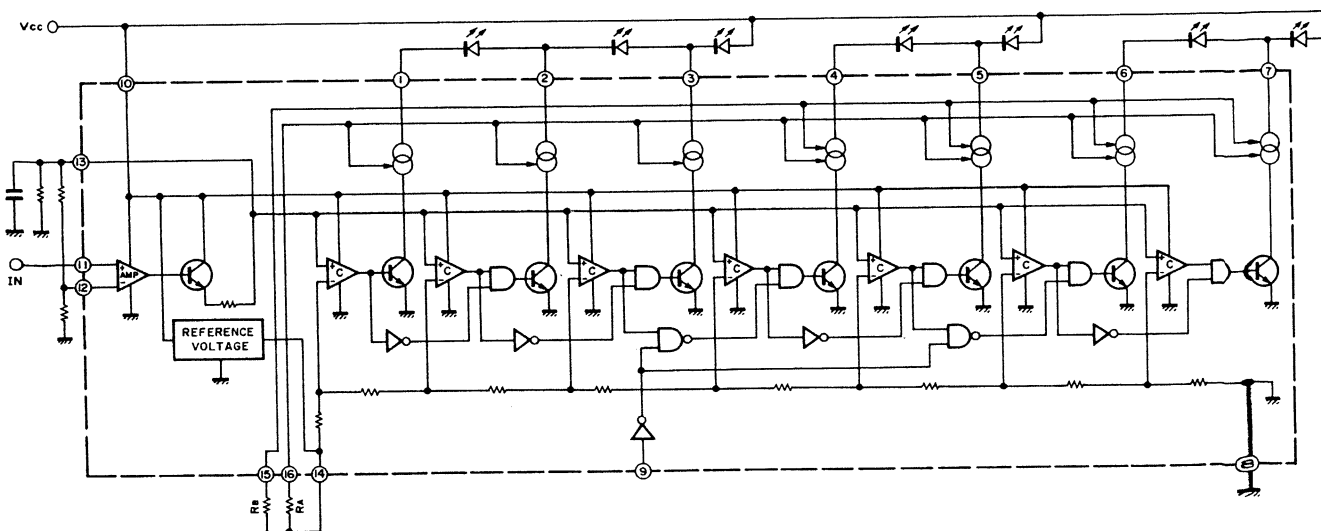 Vcc
1
2
3
4
5
6
7
10
13
11
IN
12
+
-
AMP
+
-
C
+
-
C
+
-
C
+
-
C
+
-
C
+
-
C
+
-
C
REFERENCE
VOLTAGE
15
16
14
9
8
RB
RA